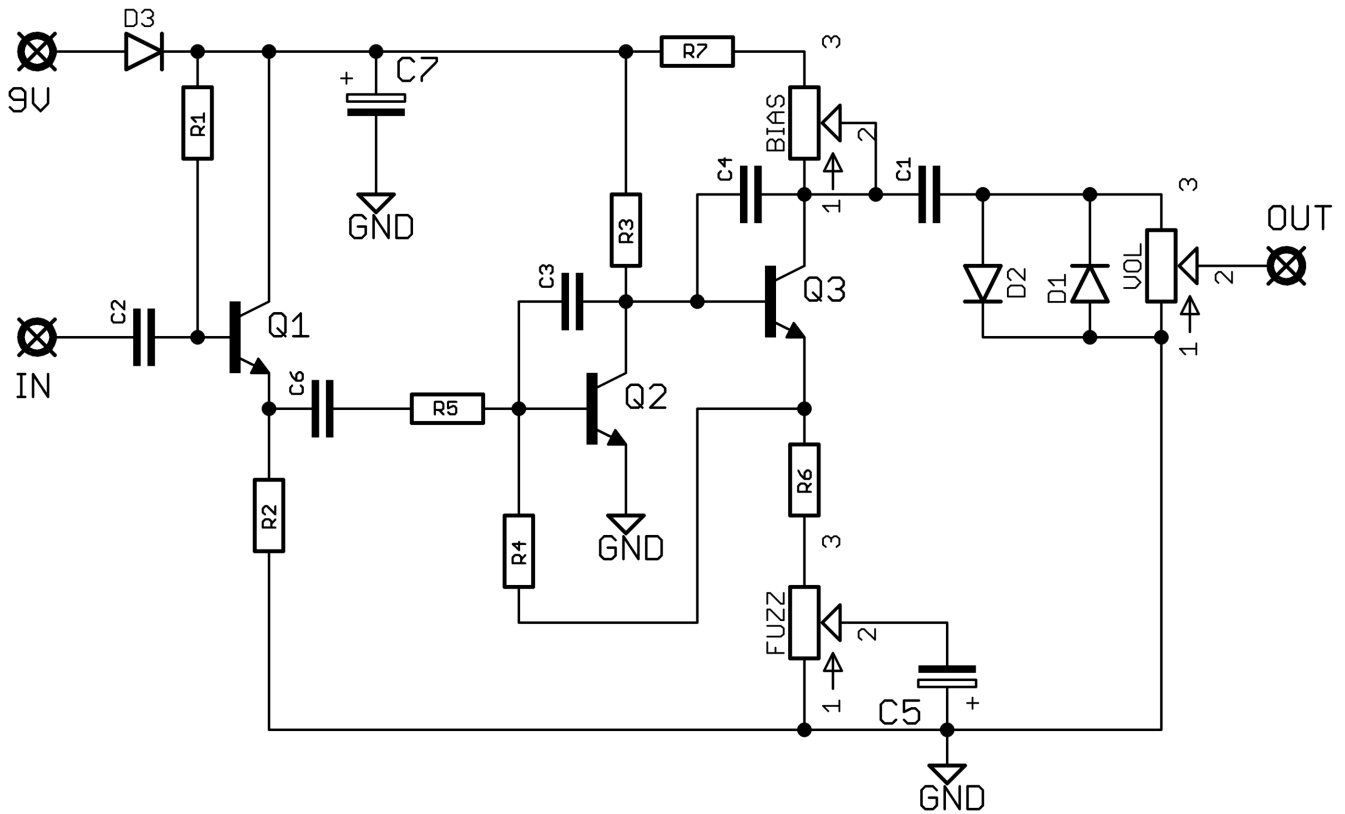 D3
3
R7
+ C7
9V
R1
BIAS
2
C4
C1
1
3
GND
R3
OUT
C3
Q3
D2
D1
VOL
2
C2
Q1
1
IN
C6
R5
Q2
R6
R2
R4
GND
3
FUZZ
2
1
C5 +
GND